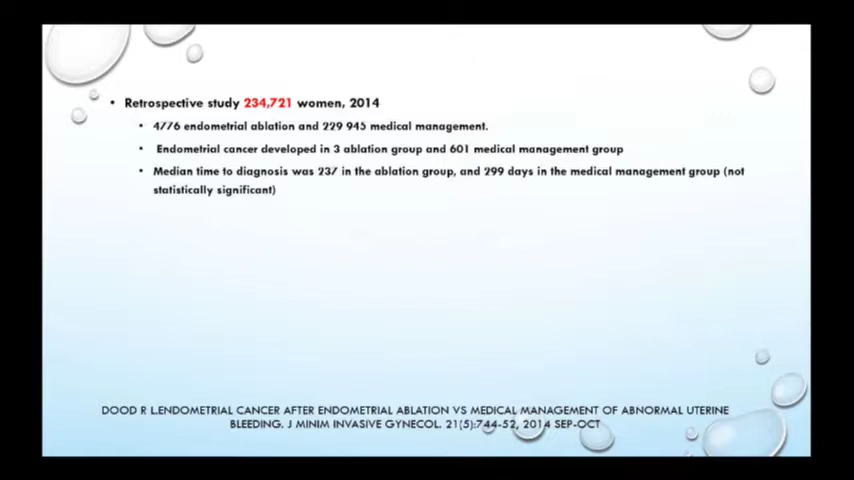 • Retrospective study 234,721 women, 2014
• 4776 endometrial ablation and 229 945 medical management.
• Endometrial cancer developed in 3 ablation group and 601 medical management group
• Median time to diagnosis was 237 in the ablation group, and 299 days in the medical management group (not
statistically significant)
DOOD R L.ENDOMETRIAL CANCER AFTER ENDOMETRIAL ABLATION VS MEDICAL MANAGEMENT OF ABNORMAL UTERINE
BLEEDING. J MINIM INVASIVE GYNECOL. 21(5):744-52, 2014 SEP-OCT